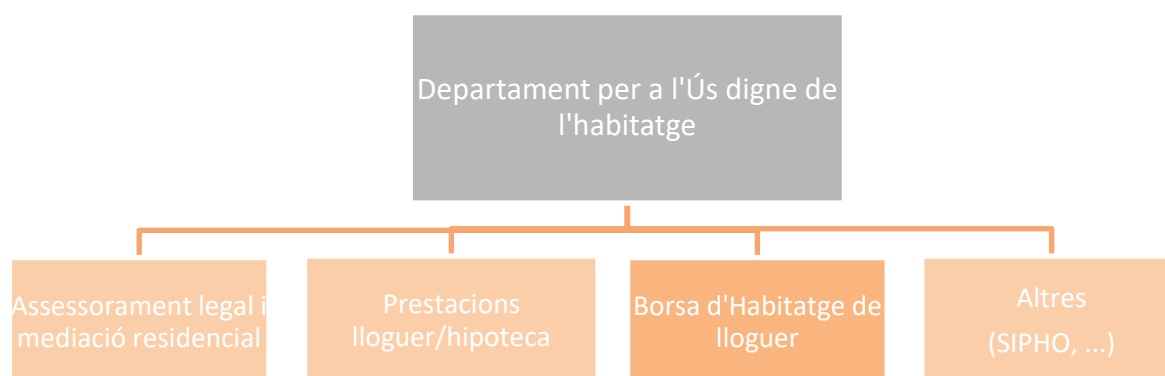 Departament per a l'Ús digne de
l'habitatge
Assessorament legal i
mediació residencial
Prestacions
lloguer/hipoteca
Borsa d'Habitatge de
lloguer
Altres
(SIPHO, ...)